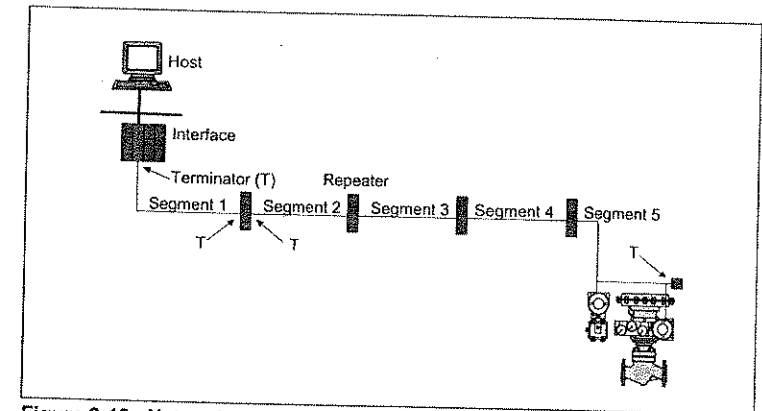 Host
Interface
Terminator (T)
Repeater
Segment 1
Segment 2
Segment 3
Segment 4
Segment 5
T
T
T